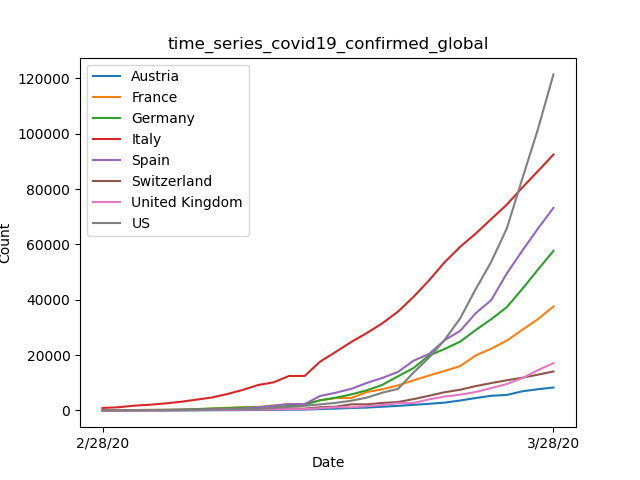 time_series_covid19_confirmed_global
Austria
France
Germany
Italy
Spain
Switzerland
United Kingdom
US
120000
100000
80000
60000
40000
20000
0
Count
2/28/20
3/28/20
Date